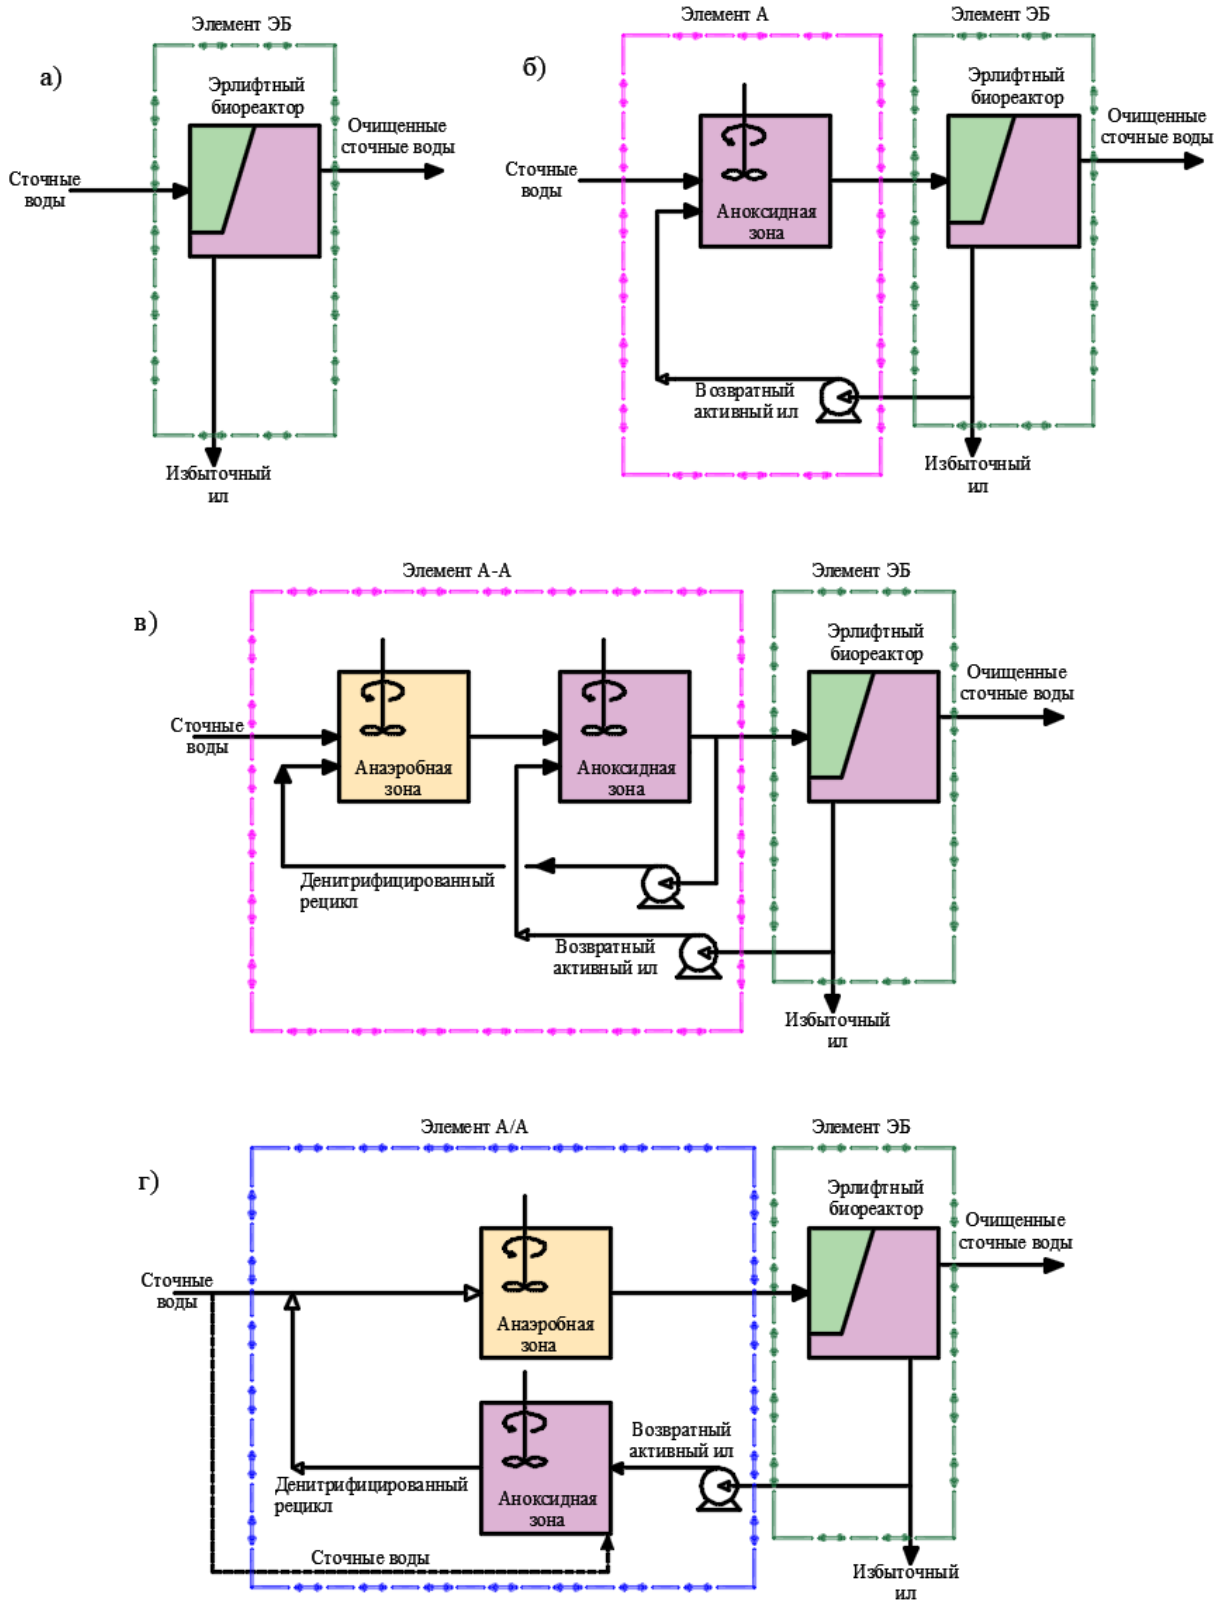 Элемент ЭБ
а)
Эрлифтный
биореактор
Очищенные
сточные воды
Сточные
воды
Избыточный
ил
Элемент А
Элемент ЭБ
б)
Эрлифтный
биореактор
Очищенные
сточные воды
Сточные
воды
Аноксидная
зона
Возвратный
активный ил
Избыточный
ил
Элемент А-А
Элемент ЭБ
в)
Эрлифтный
биореактор
Очищенные
сточные воды
Сточные
воды
Анаэробная
зона
Аноксидная
зона
Денитрифицированный
рецикл
Возвратный
активный ил
Избыточный
ил
Элемент А/А
Элемент ЭБ
г)
Эрлифтный
биореактор
Очищенные
сточные воды
Сточные
воды
Анаэробная
зона
Возвратный
активный ил
Денитрифицированный
рецикл
Аноксидная
зона
Сточные воды
Избыточный
ил